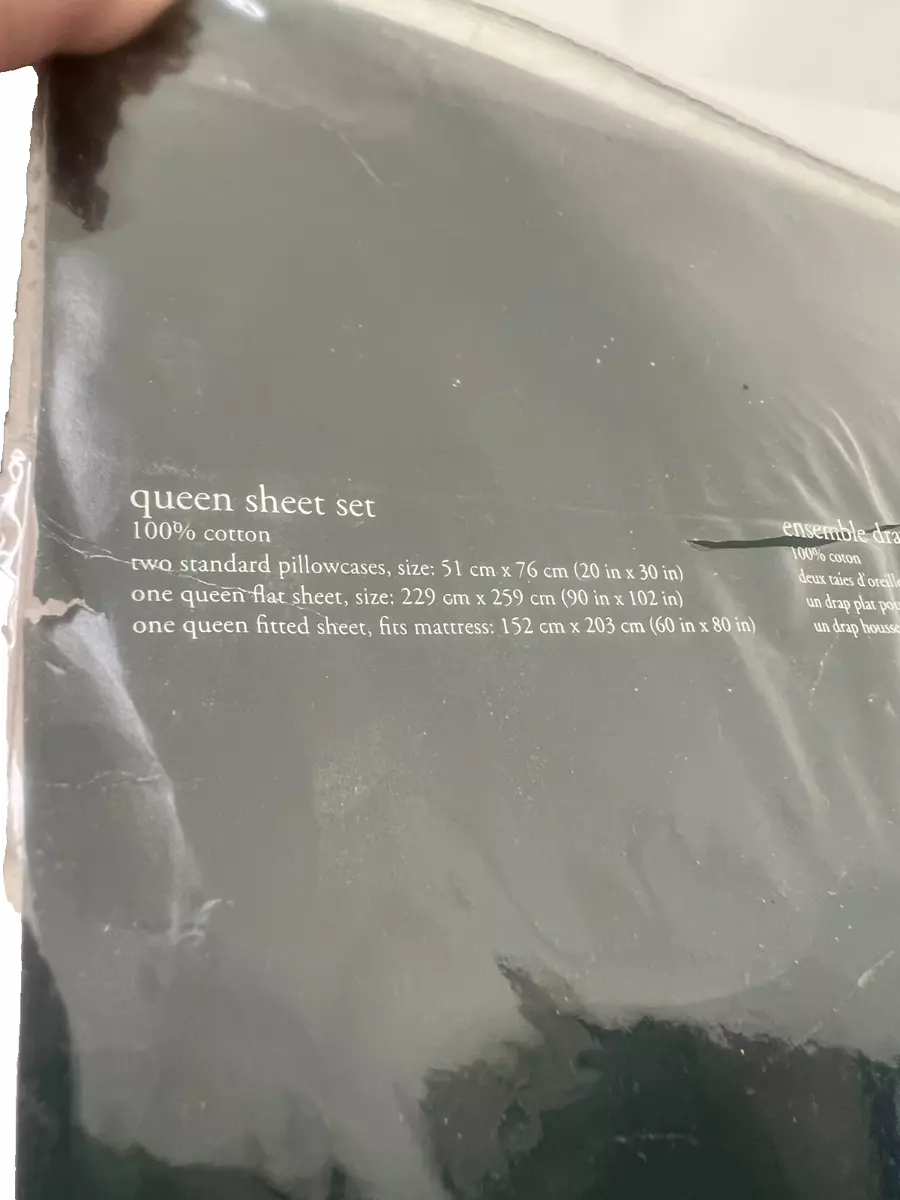 queen sheet set
100% cotton
two standard pillowcases, size: 51 cm x 76 cm (20 in x 30 in)
one queen flat sheet, size: 229 cm x 259 cm (90 in x 102 in)
one queen fitted sheet, fits mattress: 152 cm x 203 cm (60 in x 80 in)
ensemble dra
100% coton
deux taies d'oreille
un drap plat pou
un drap housse